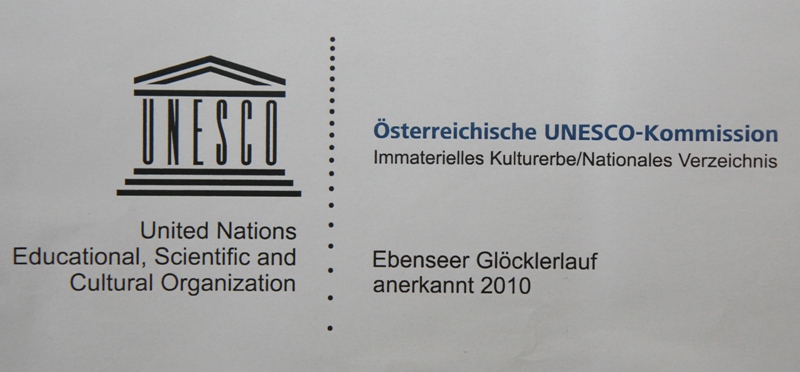 UNESCO
United Nations
Educational, Scientific and
Cultural Organization
Österreichische UNESCO-Kommission
Immaterielles Kulturerbe/Nationales Verzeichnis
Ebenseer Glöcklerlauf
anerkannt 2010